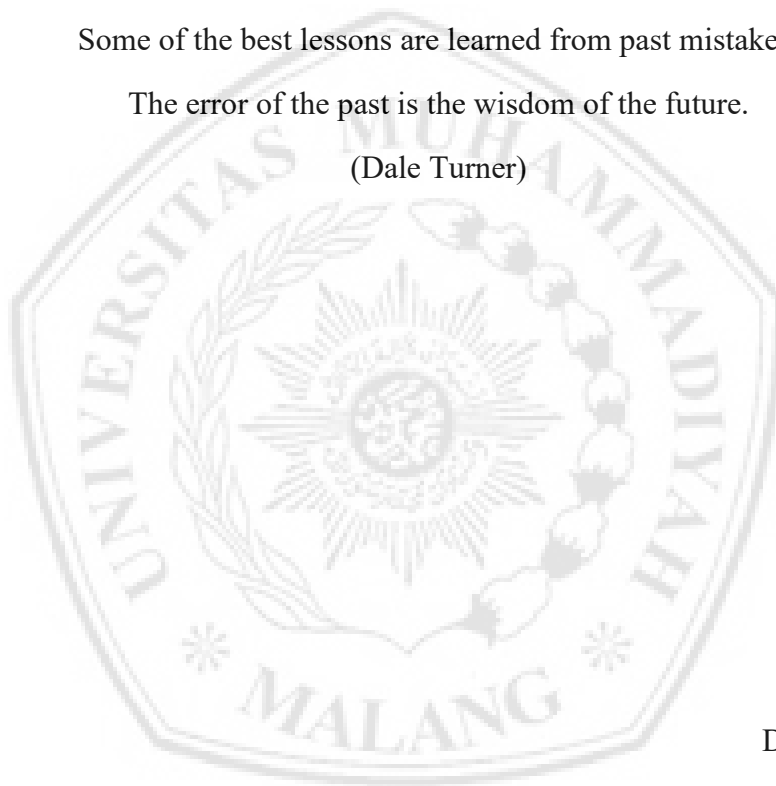 Some of the best lessons are learned from past mistake
The error of the past is the wisdom of the future.
(Dale Turner)
UNIVERSITAS MUHAMMADIYAH
MALANG
D